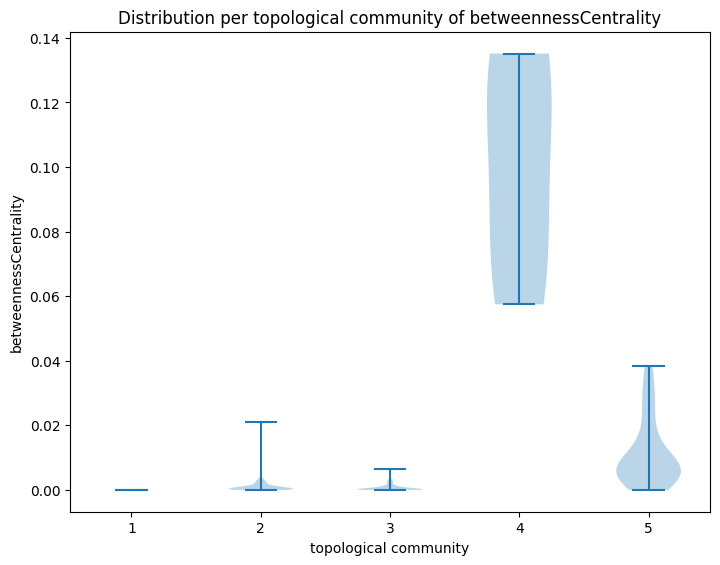 Distribution per topological community of betweennessCentrality
betweennessCentrality
0.14
0.12
0.10
0.08
0.06
0.04
0.02
0.00
1 2 3 4 5
topological community